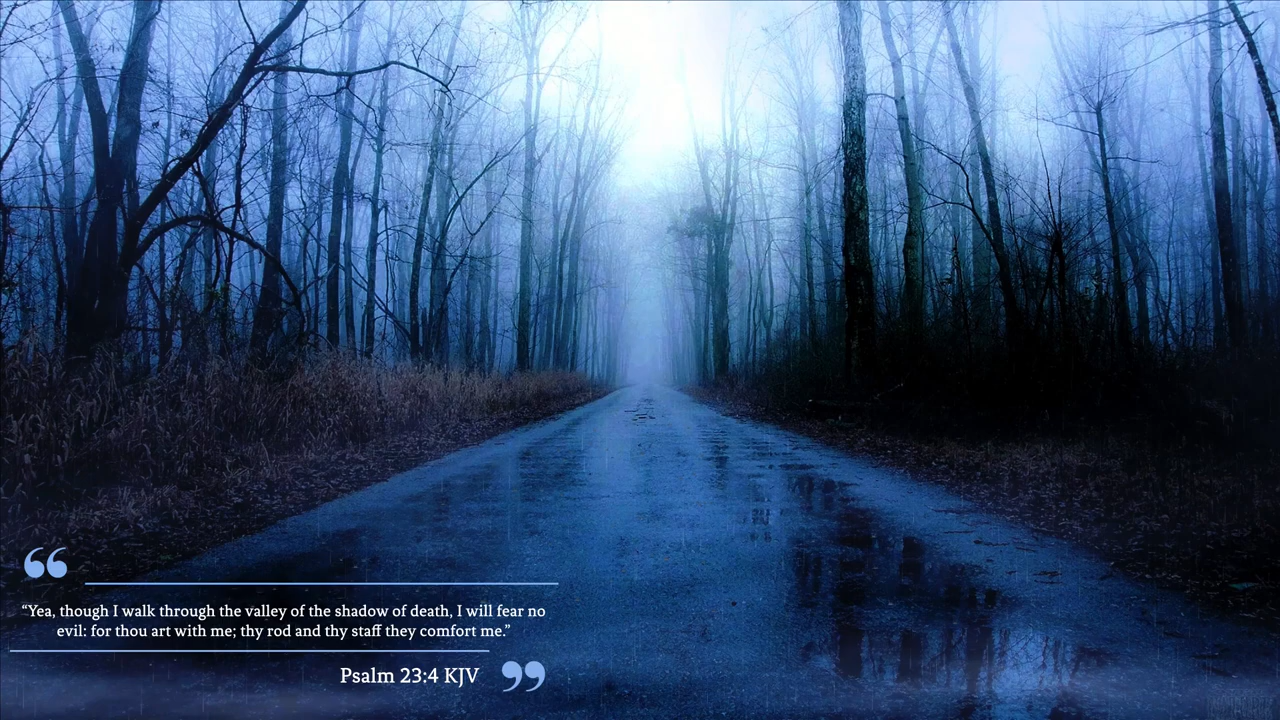 ❝
“Yea, though I walk through the valley of the shadow of death, I will fear no
evil: for thou art with me; thy rod and thy staff they comfort me.”
Psalm 23:4 KJV ❞